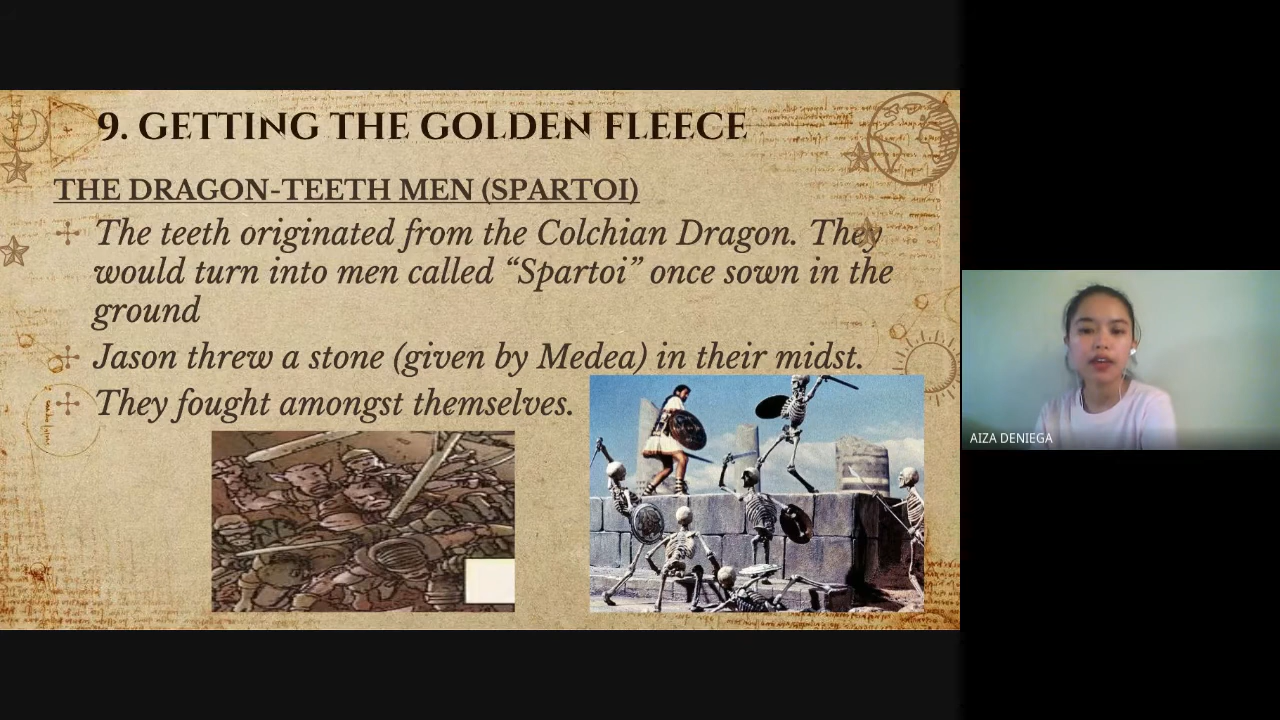 9. GETTING THE GOLDEN FLEECE
THE DRAGON-TEETH MEN (SPARTOI)
The teeth originated from the Colchian Dragon. They
would turn into men called “Spartoi” once sown in the
ground
Jason threw a stone (given by Medea) in their midst.
They fought amongst themselves.
AIZA DENIEGA